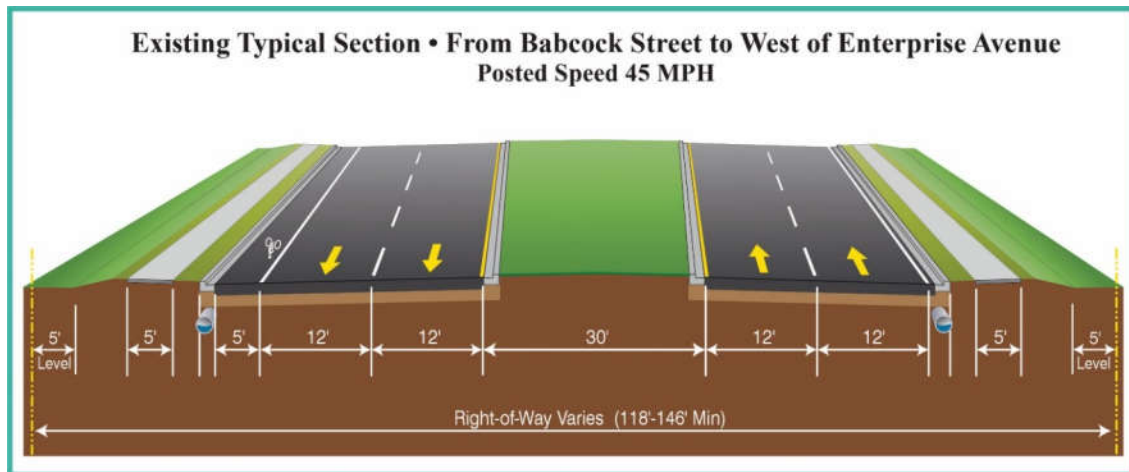 Existing Typical Section • From Babcock Street to West of Enterprise Avenue
Posted Speed 45 MPH
5' 5' 5' 12' 12' 30' 12' 12' 5' 5'
Level Level
Right-of-Way Varies (118'-146' Min)